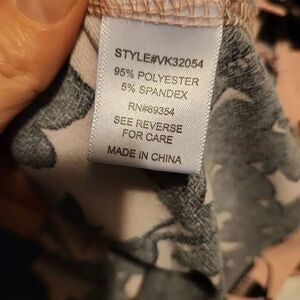 STYLE#VK32054
95% POLYESTER
5% SPANDEX
RN#89354
SEE REVERSE
FOR CARE
MADE IN CHINA